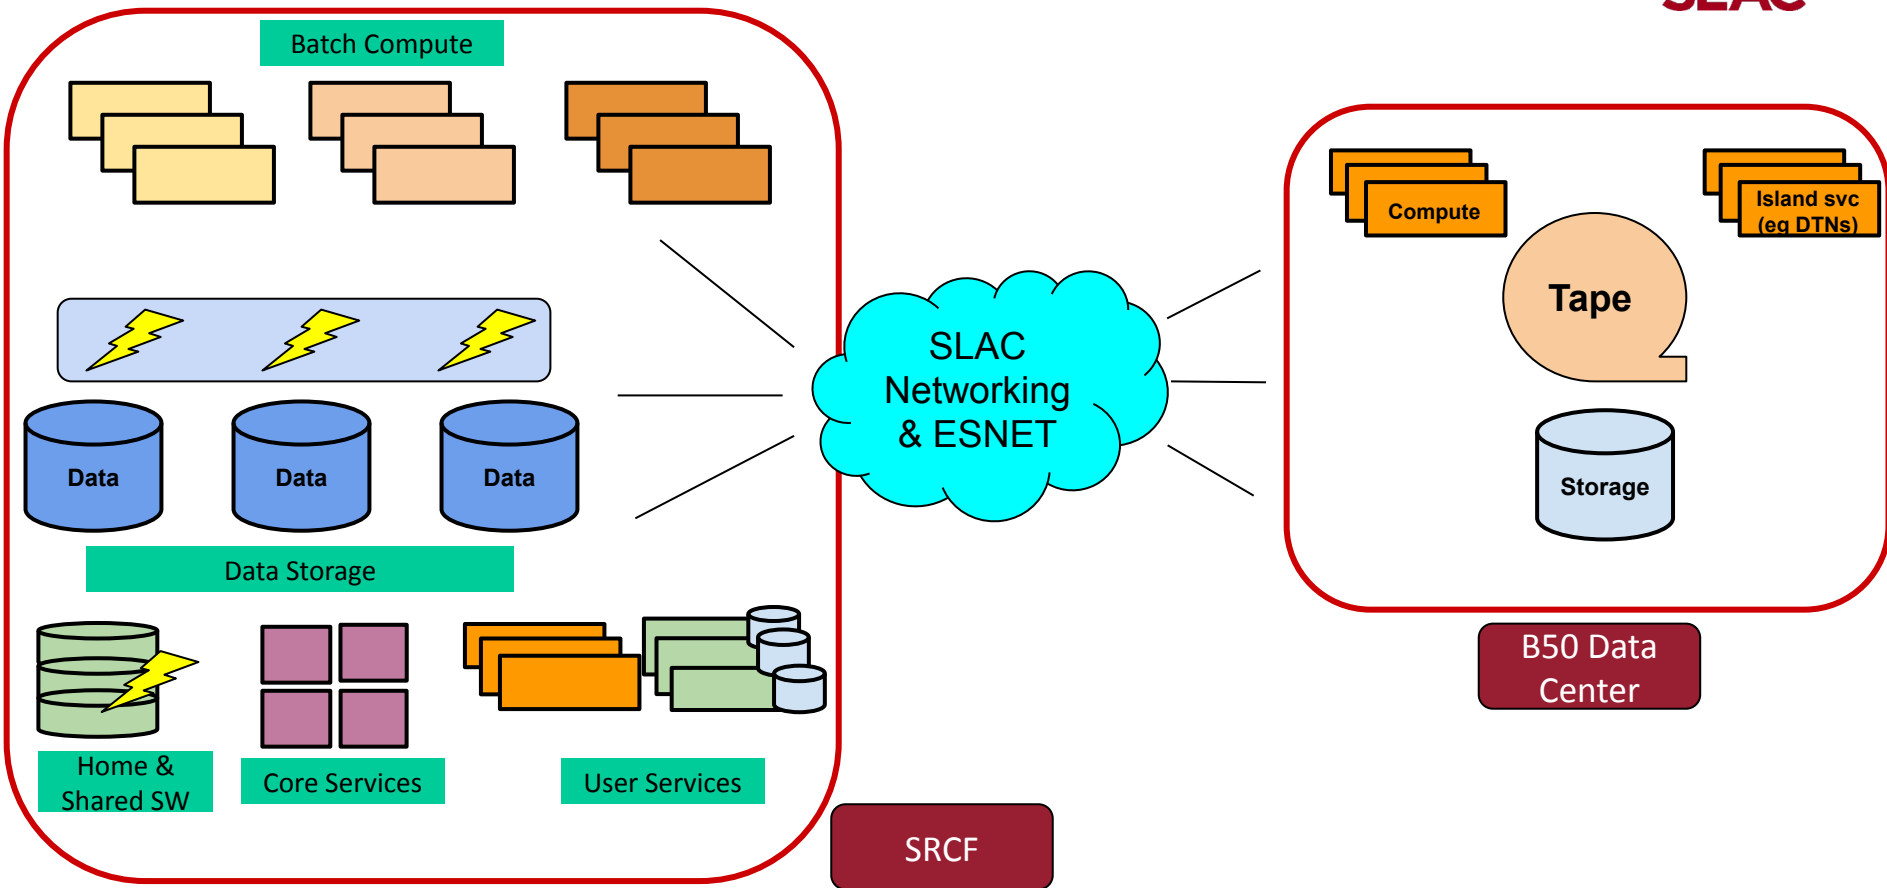 SLAC
Batch Compute
Compute
Island svc
(eg DTNs)
Tape
SLAC
Networking
& ESNET
Data
Data
Data
Storage
Data Storage
Home &
Shared SW
Core Services
User Services
B50 Data
Center
SRCF